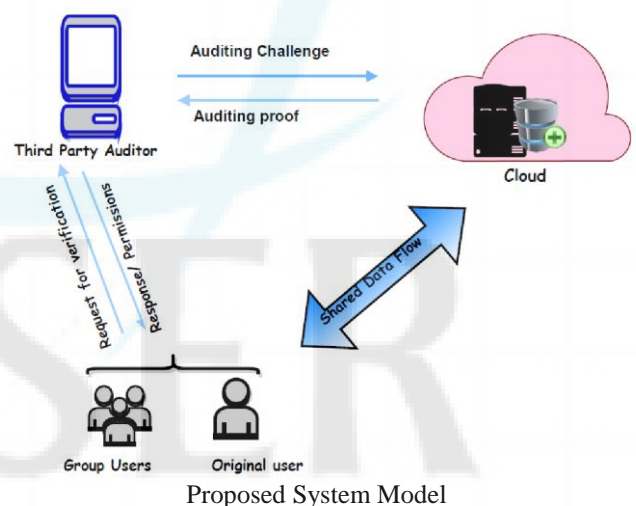 Auditing Challenge
Auditing proof
Third Party Auditor
Cloud
Request for verification
Response/ Permissions
Shared Data Flow
Group Users
Original user
SER
Proposed System Model